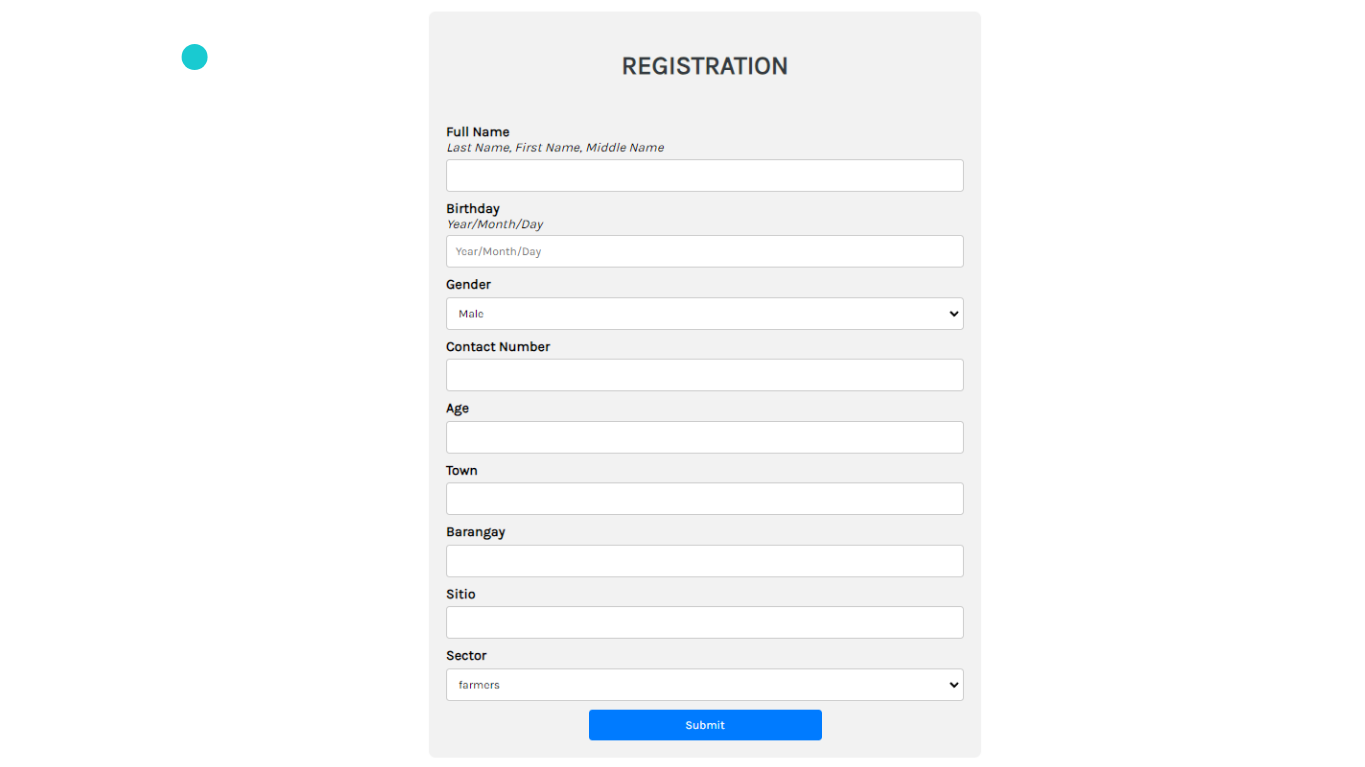 REGISTRATION
Full Name
Last Name, First Name, Middle Name
Birthday
Year/Month/Day
Year/Month/Day
Gender
Male
Contact Number
Age
Town
Barangay
Sitio
Sector
farmers
Submit